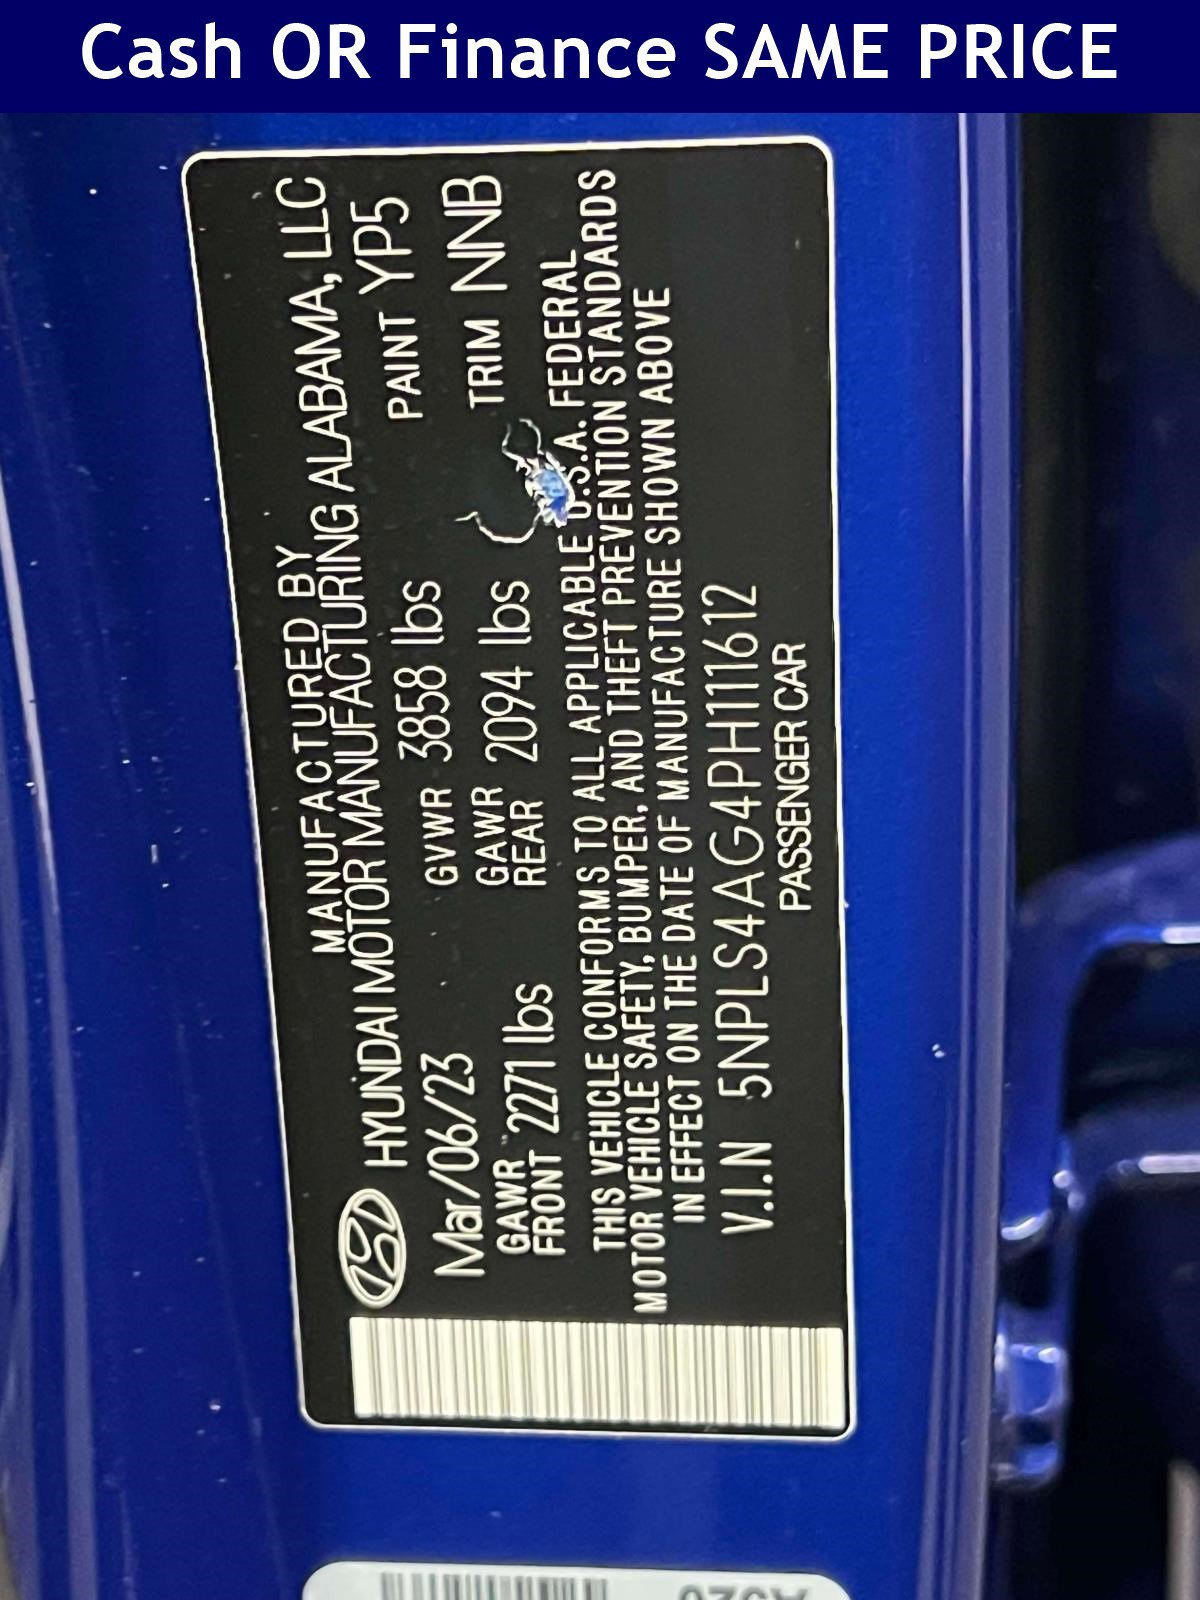 Cash OR Finance SAME PRICE
MANUFACTURED BY
HYUNDAI MOTOR MANUFACTURING ALABAMA, LLC
Mar/06/23 GVWR 3858 lbs PAINT YP5
GAWR FRONT 2271 lbs GAWR REAR 2094 lbs TRIM NNB
THIS VEHICLE CONFORMS TO ALL APPLICABLE U.S.A. FEDERAL
MOTOR VEHICLE SAFETY, BUMPER, AND THEFT PREVENTION STANDARDS
IN EFFECT ON THE DATE OF MANUFACTURE SHOWN ABOVE
V.I.N 5NPLS4AG4PH111612
PASSENGER CAR